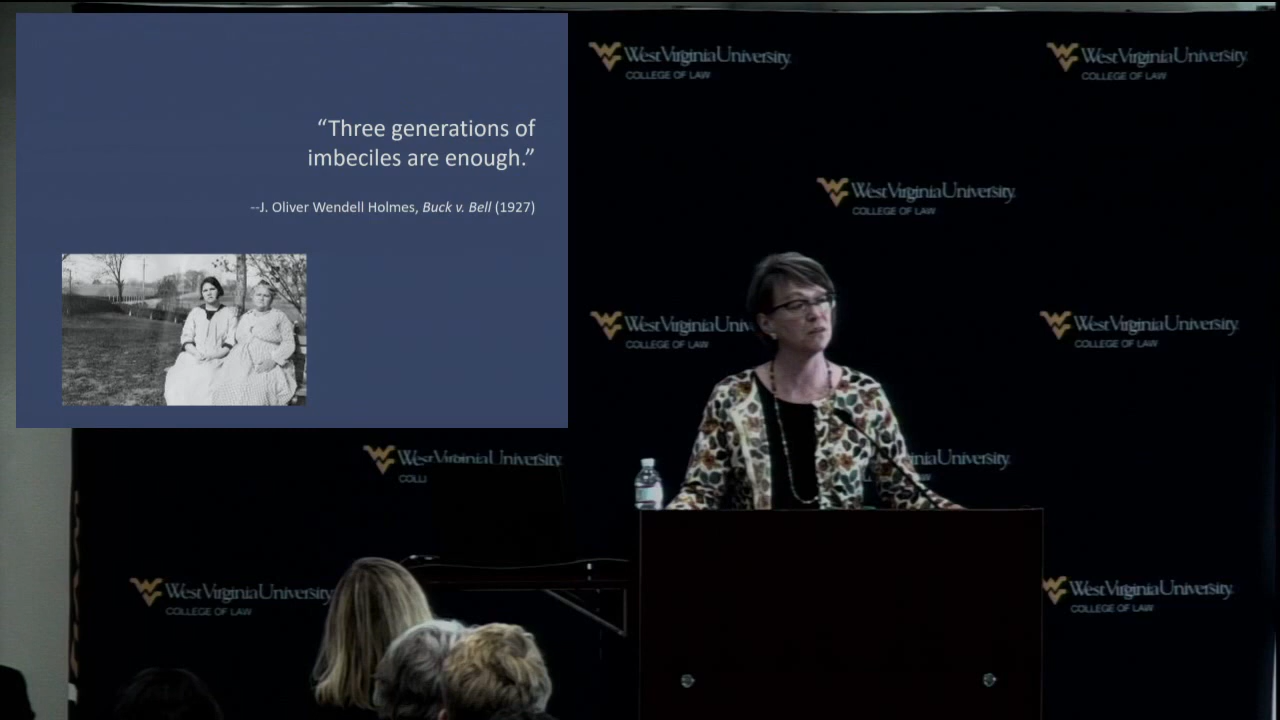 “Three generations of
imbeciles are enough.”
--J. Oliver Wendell Holmes, Buck v. Bell (1927)
West Virginia University
COLLEGE OF LAW
West Virginia University
COLLEGE OF LAW
West Virginia University
COLLEGE OF LAW
West Virginia Univ
COLLEGE OF LAW
West Virginia University
COLLEGE OF LAW
West Virginia University
COLL
inia University
West Virginia University
COLLEGE OF LAW
West Virginia University
COLLEGE OF LAW